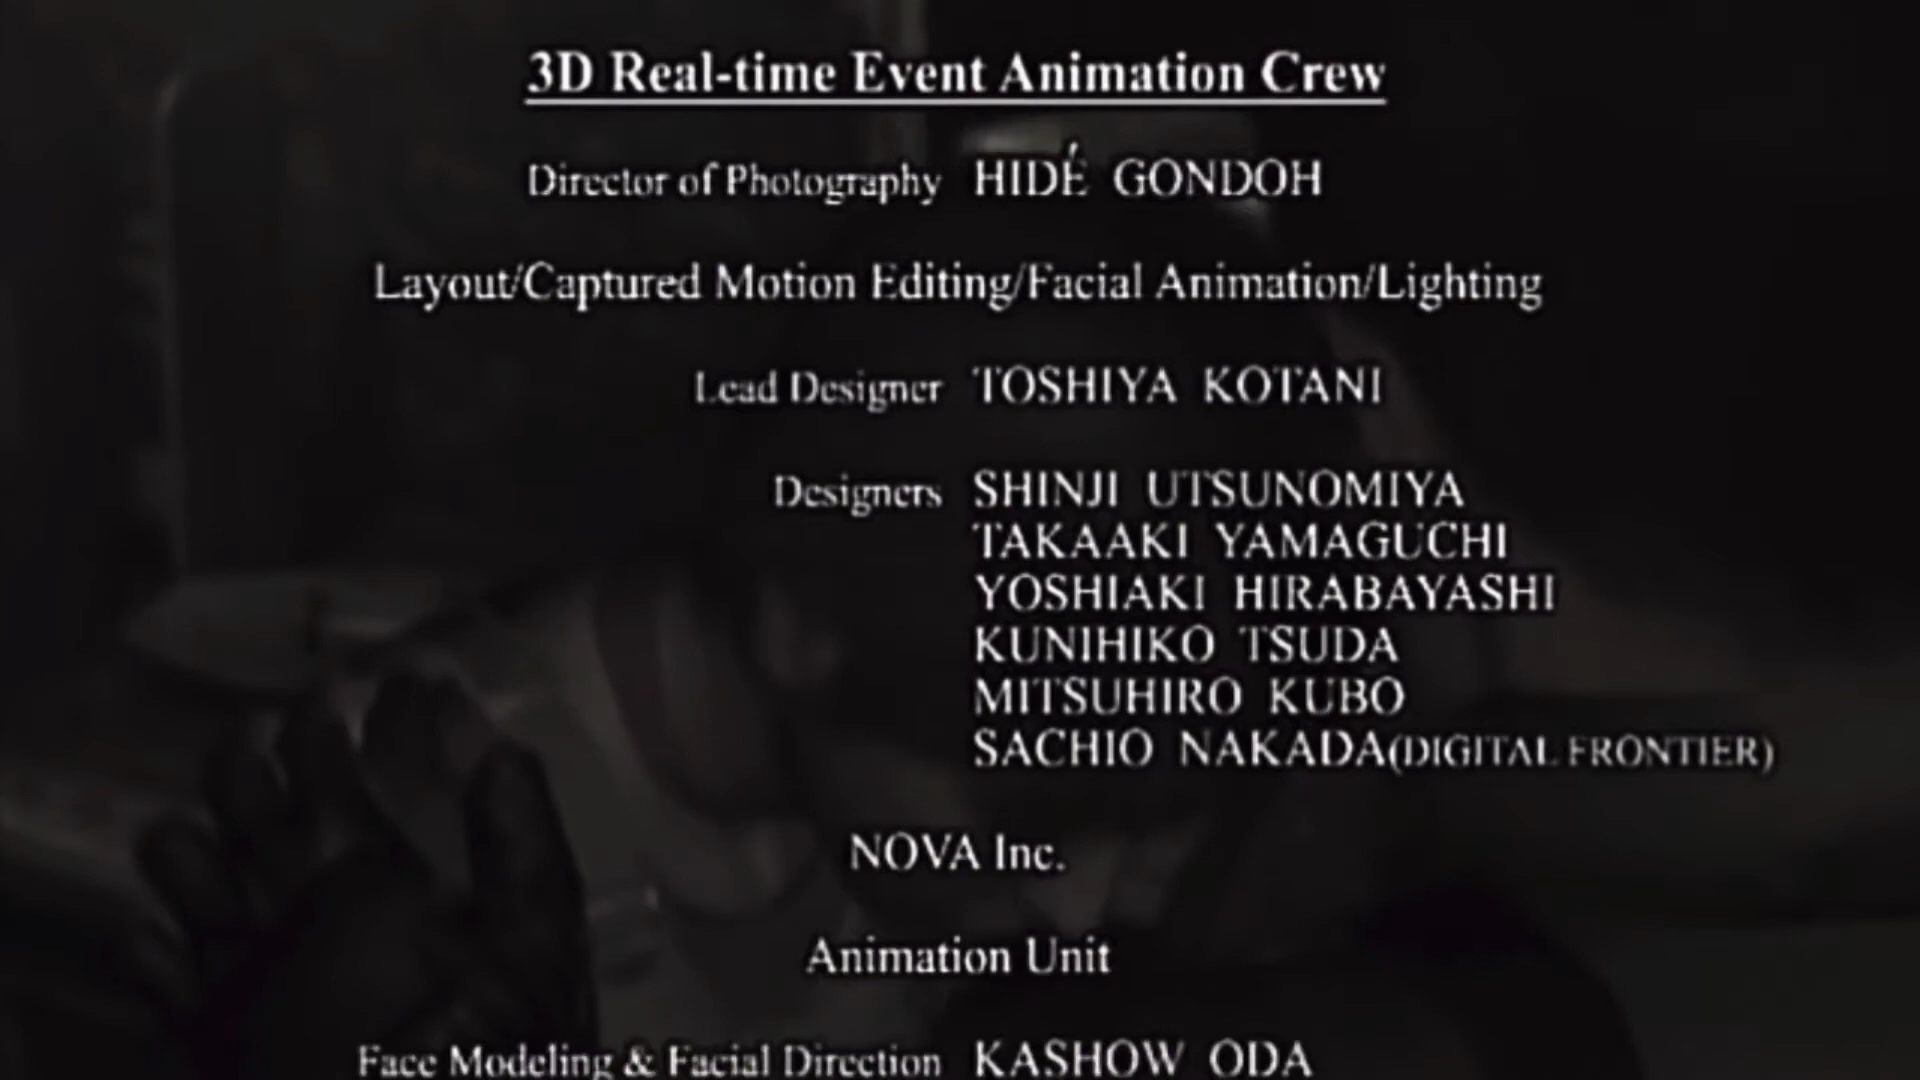 3D Real-time Event Animation Crew
Director of Photography HIDÉ GONDOH
Layout/Captured Motion Editing/Facial Animation/Lighting
Lead Designer TOSHIYA KOTANI
Designers SHINJI UTSUNOMIYA
TAKAAKI YAMAGUCHI
YOSHIAKI HIRABAYASHI
KUNIHIKO TSUDA
MITSUHIRO KUBO
SACHIO NAKADA(DIGITAL FRONTIER)
NOVA Inc.
Animation Unit
Face Modeling & Facial Direction KASHOW ODA